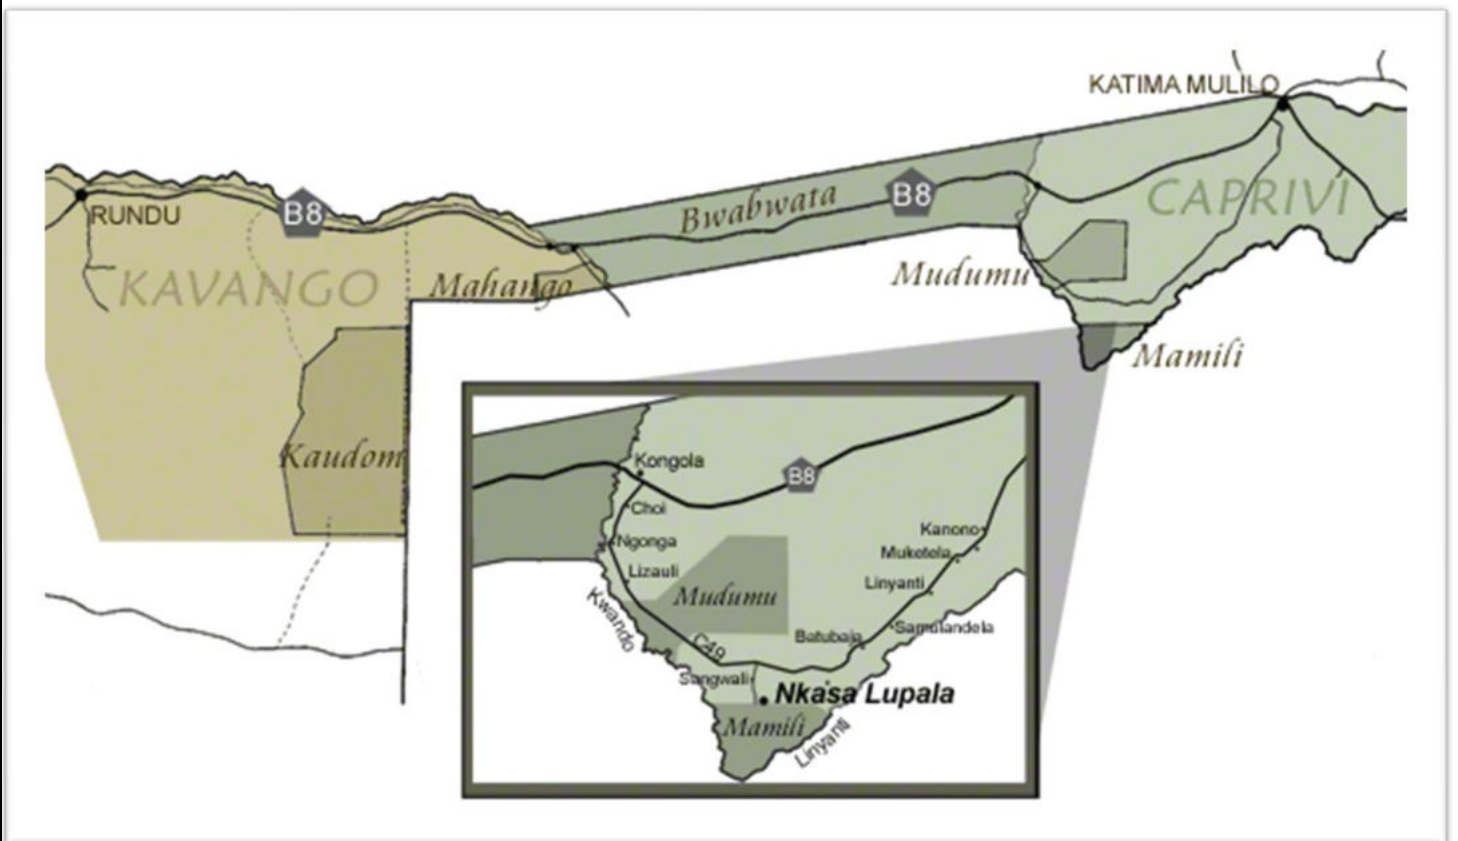 KATIMA MULILO
B8
Bwabwata
B8
CAPRIVI
RUNDU
KAVANGO
Mahango
Mudumu
Mamili
Kaudom
Kongola
B8
Choi
Ngonga
Lizauli
Kanono
Muketela
Linyanti
Mudumu
Kwando
Samulandela
Batubaja
C49
Sangwali
Nkasa Lupala
Mamili
Linyanti